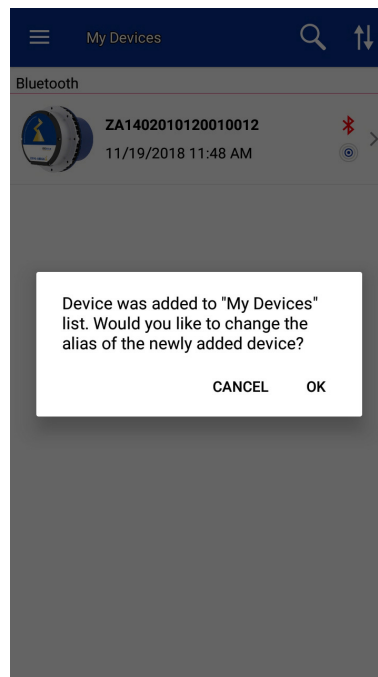 My Devices
Bluetooth
ZA1402010120010012
11/19/2018 11:48 AM
Device was added to "My Devices"
list. Would you like to change the
alias of the newly added device?
CANCEL OK